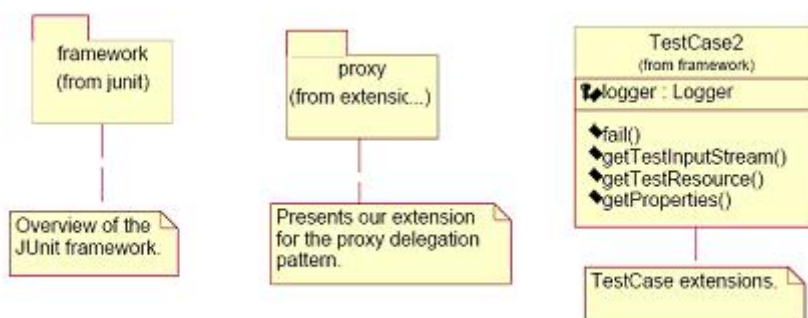 framework
(from junit)
Overview of the
JUnit framework.
proxy
(from extensic...)
Presents our extension
for the proxy delegation
pattern.
TestCase2
(from framework)
logger : Logger
fail()
getTestInputStream()
getTestResource()
getProperties()
TestCase extensions.